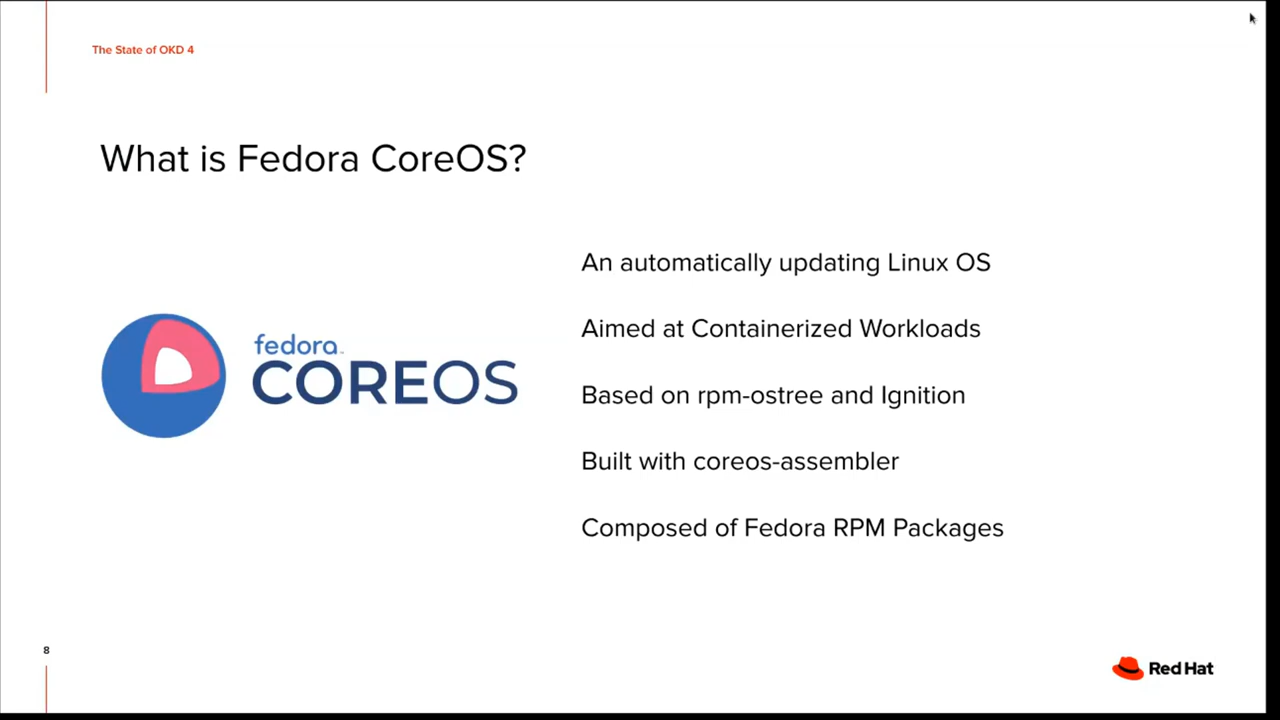 The State of OKD 4
What is Fedora CoreOS?
An automatically updating Linux OS
Aimed at Containerized Workloads
Based on rpm-ostree and Ignition
Built with coreos-assembler
Composed of Fedora RPM Packages
fedora™
COREOS
8
Red Hat